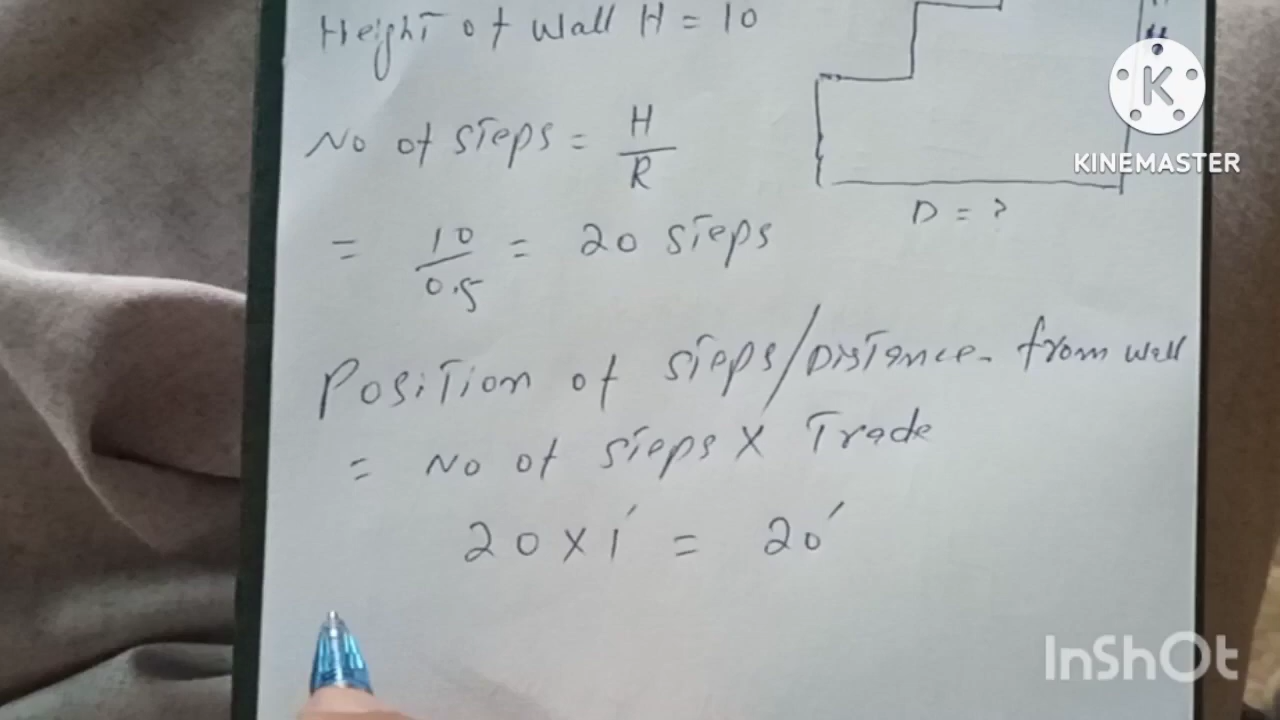 Height of wall H = 10
No of steps = H
R
= 10 = 20 steps
0.5
D = ?
Position of steps/Distance from wall
= No of steps x Trade
20 x 1' = 20'
K
KINEMASTER
InShOt